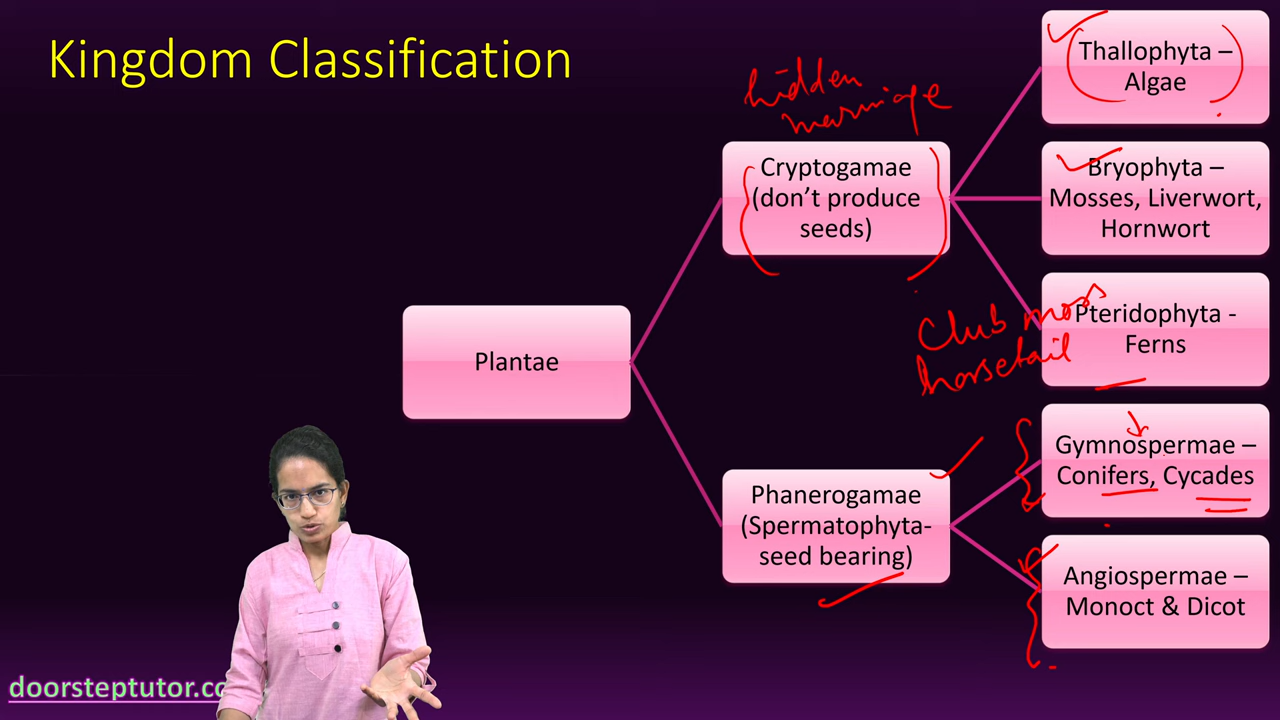 Kingdom Classification
hidden
marriage
Thallophyta –
Algae
Cryptogamae
(don’t produce
seeds)
Bryophyta –
Mosses, Liverwort,
Hornwort
Club moss
horsetail
Pteridophyta -
Ferns
Plantae
Gymnospermae –
Conifers, Cycades
Phanerogamae
(Spermatophyta-
seed bearing)
Angiospermae –
Monoct & Dicot
doorsteptutor.co